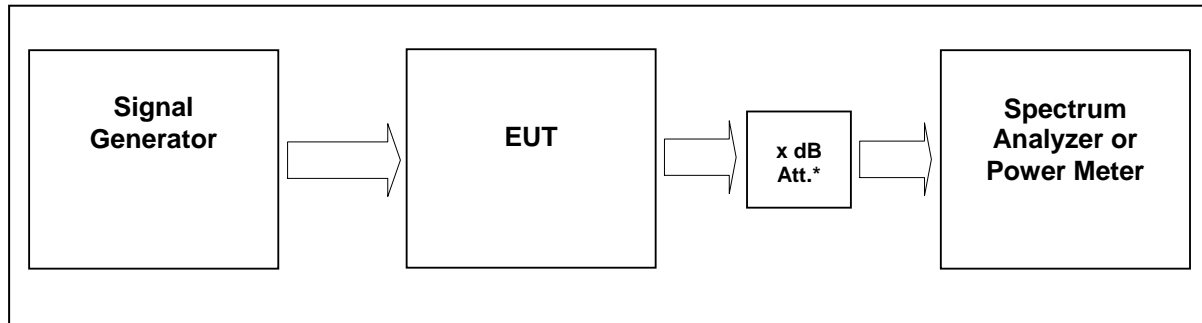 Signal
Generator
EUT
x dB
Att.*
Spectrum
Analyzer or
Power Meter